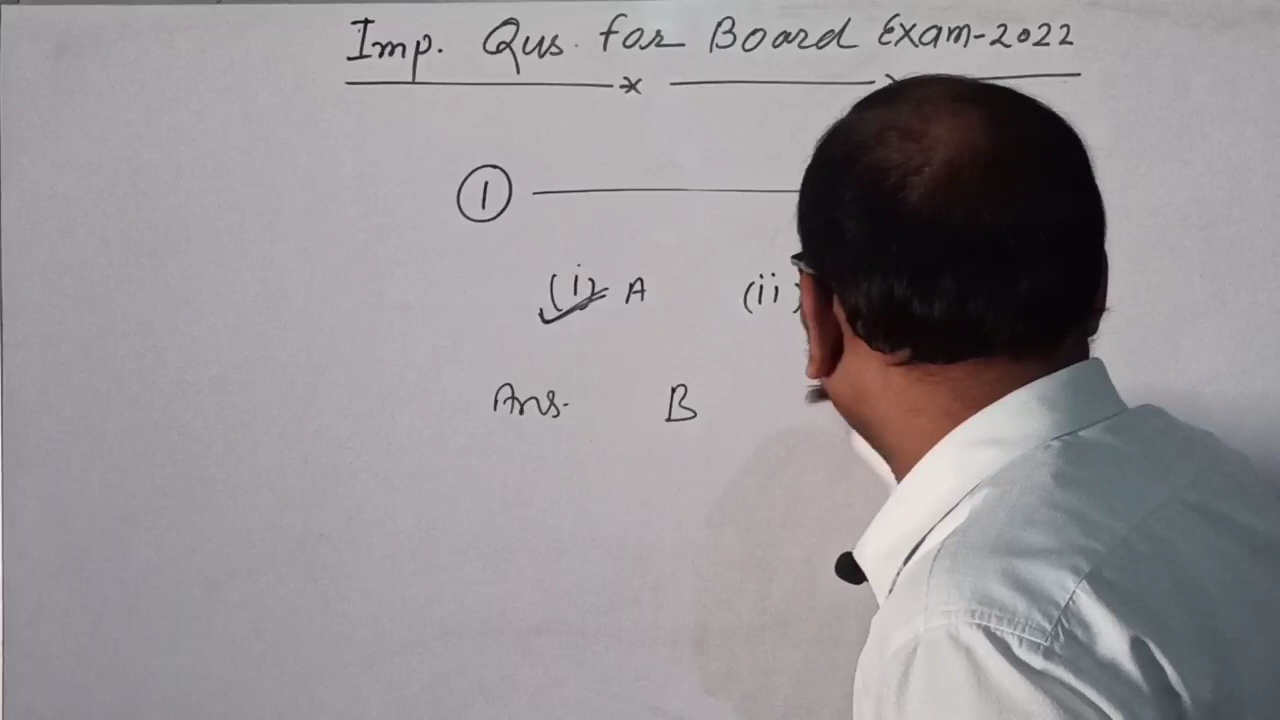 Imp. Qus. for Board Exam-2022
1
(i) A (ii)
Ans. B